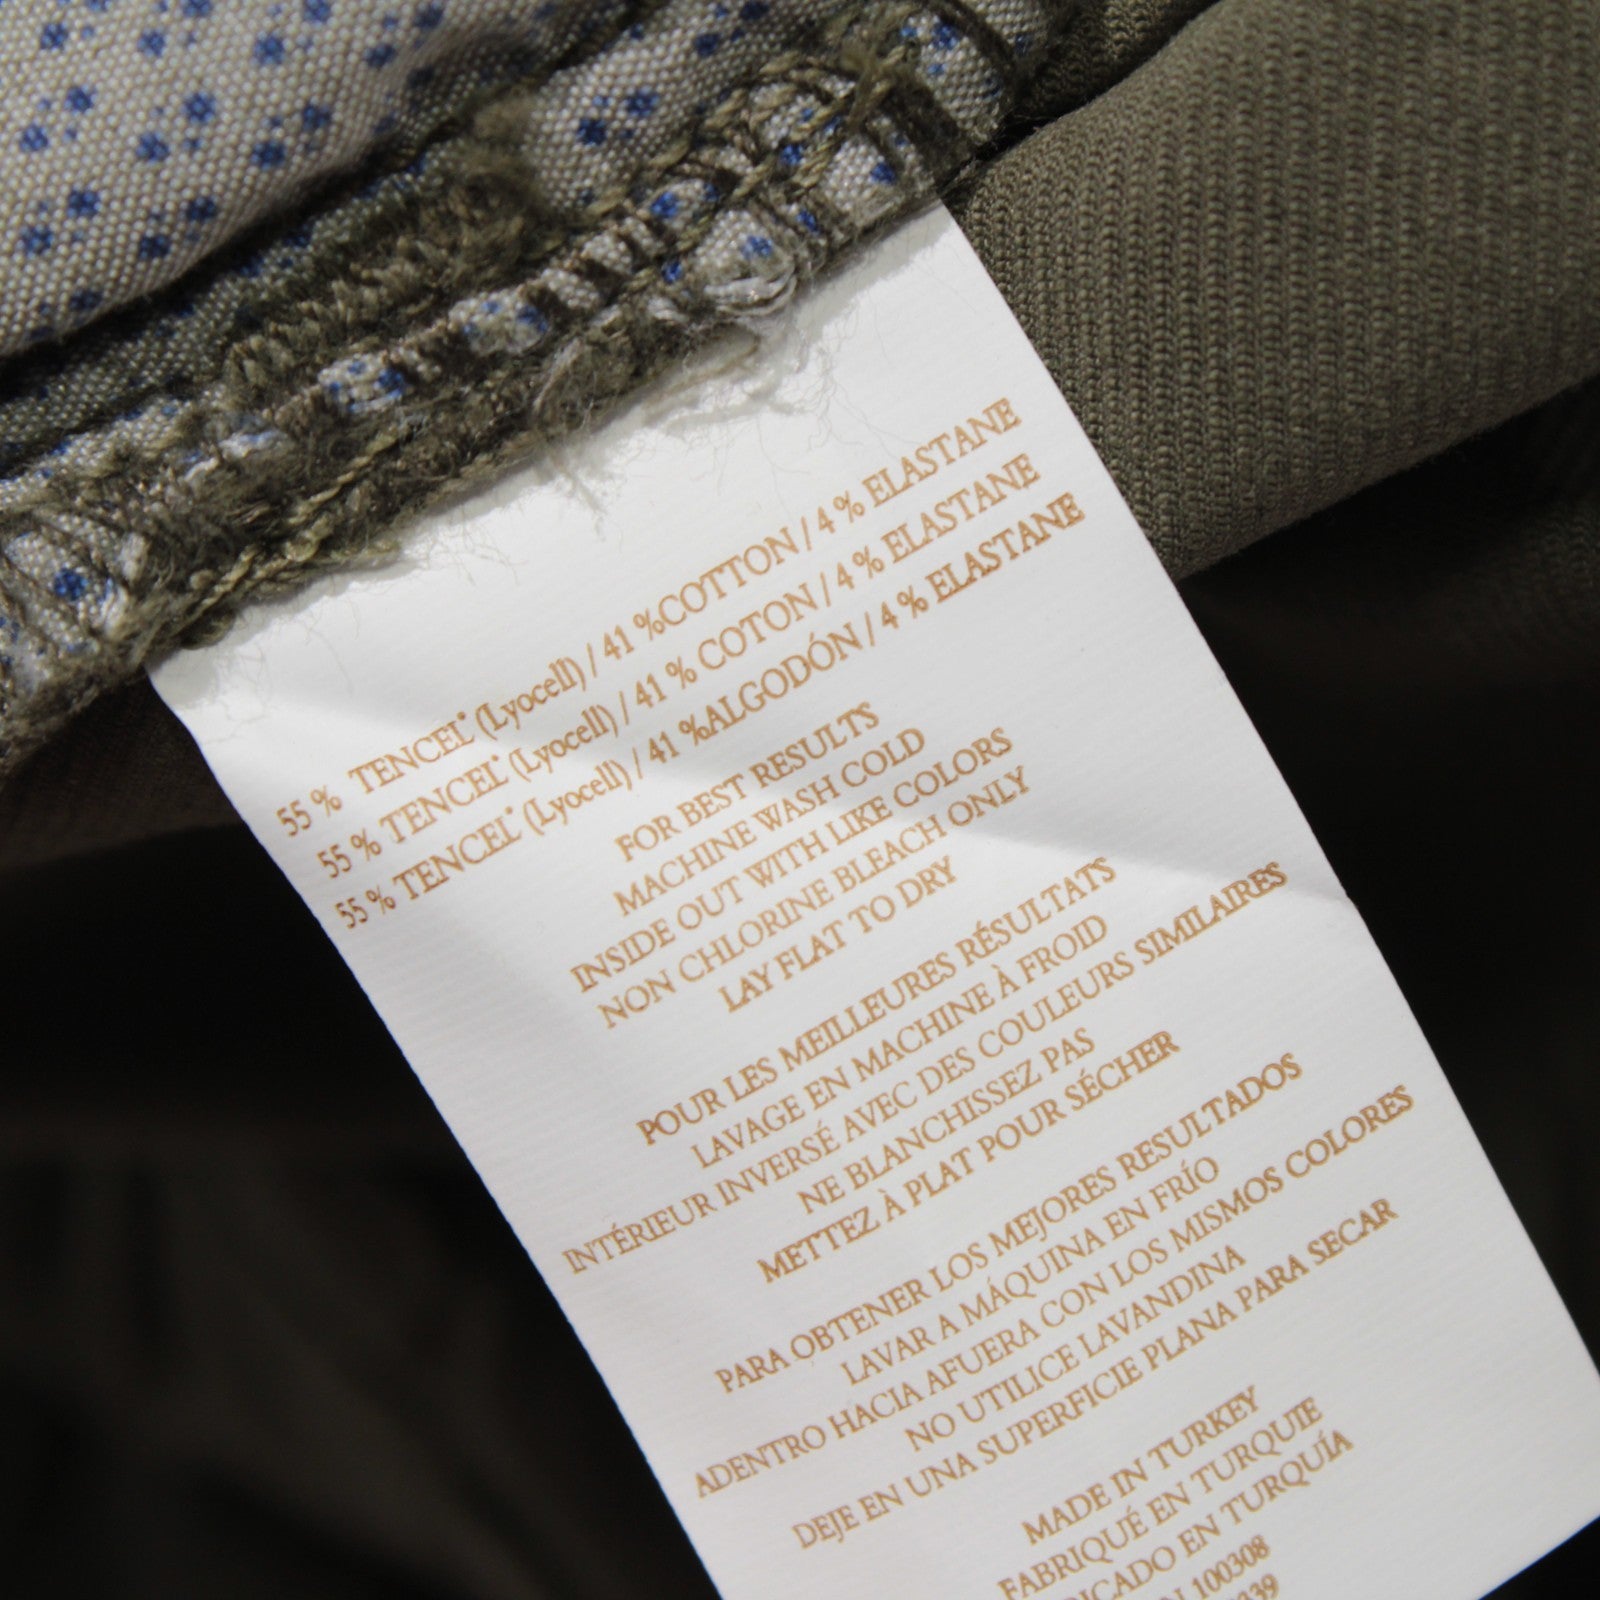 55 % TENCEL® (Lyocell) / 41 %COTTON / 4 % ELASTANE
55 % TENCEL® (Lyocell) / 41 % COTON / 4 % ELASTANE
55 % TENCEL® (Lyocell) / 41 %ALGODÓN / 4 % ELASTANE
FOR BEST RESULTS
MACHINE WASH COLD
INSIDE OUT WITH LIKE COLORS
NON CHLORINE BLEACH ONLY
LAY FLAT TO DRY
POUR LES MEILLEURES RÉSULTATS
LAVAGE EN MACHINE À FROID
INTÉRIEUR INVERSÉ AVEC DES COULEURS SIMILAIRES
NE BLANCHISSEZ PAS
METTEZ À PLAT POUR SÉCHER
PARA OBTENER LOS MEJORES RESULTADOS
LAVAR A MÁQUINA EN FRÍO
ADENTRO HACIA AFUERA CON LOS MISMOS COLORES
NO UTILICE LAVANDINA
DEJE EN UNA SUPERFICIE PLANA PARA SECAR
MADE IN TURKEY
FABRIQUÉ EN TURQUIE
RICADO EN TURQUÍA
N 100308
339